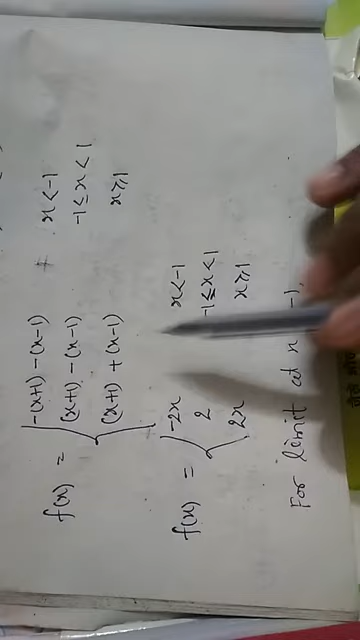 f(x) = { -(x+1) - (x-1)    x < -1
(x+1) - (x-1)    -1 ≤ x < 1
(x+1) + (x-1)    x ≥ 1
f(x) = { -2x    x < -1
2    -1 ≤ x < 1
2x    x ≥ 1
For limit at x